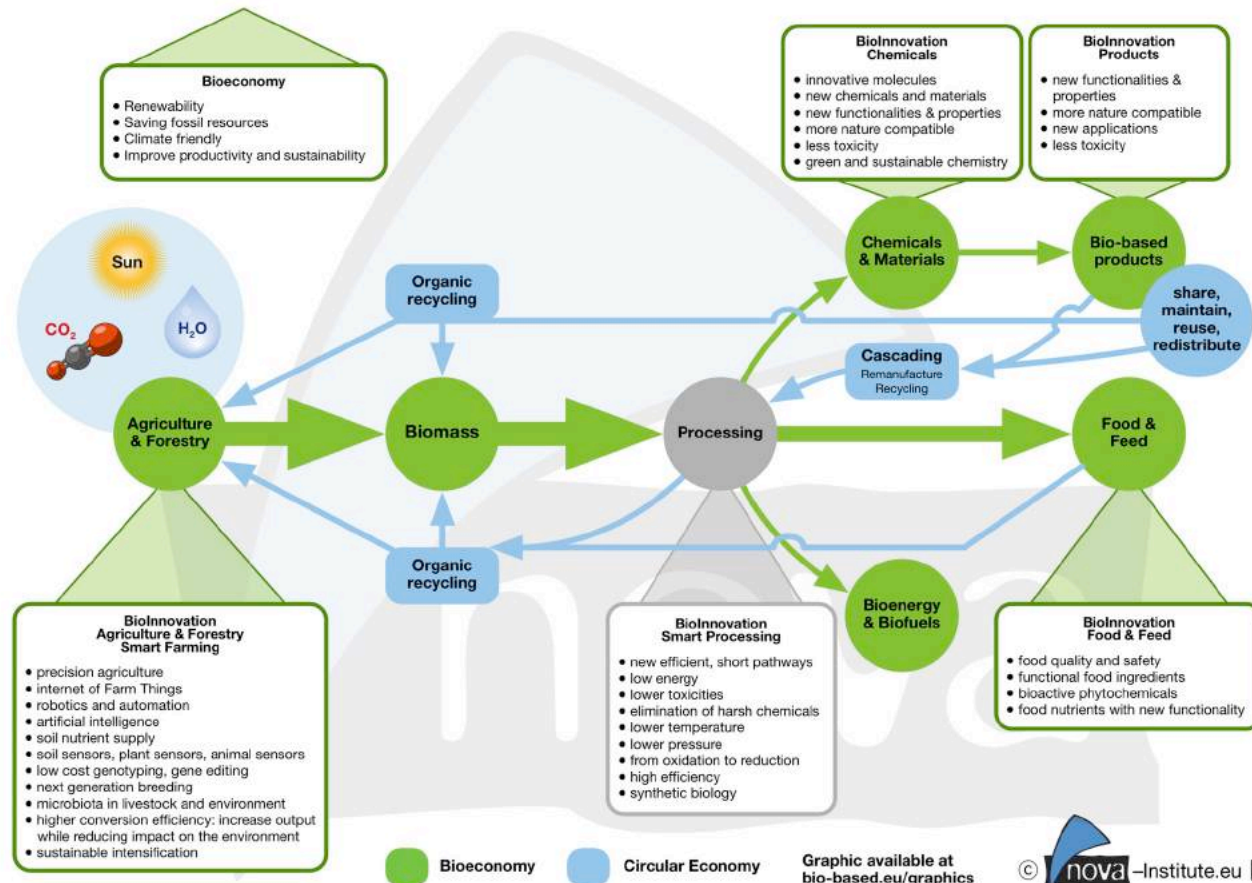 Bioeconomy
• Renewability
• Saving fossil resources
• Climate friendly
• Improve productivity and sustainability
BioInnovation
Chemicals
• innovative molecules
• new chemicals and materials
• new functionalities & properties
• more nature compatible
• less toxicity
• green and sustainable chemistry
BioInnovation
Products
• new functionalities &
properties
• more nature compatible
• new applications
• less toxicity
Sun
CO₂
H₂O
Organic
recycling
Chemicals
& Materials
Bio-based
products
share,
maintain,
reuse,
redistribute
Cascading
Remanufacture
Recycling
Agriculture
& Forestry
Biomass
Processing
Food &
Feed
Organic
recycling
Bioenergy
& Biofuels
BioInnovation
Agriculture & Forestry
Smart Farming
• precision agriculture
• internet of Farm Things
• robotics and automation
• artificial intelligence
• soil nutrient supply
• soil sensors, plant sensors, animal sensors
• low cost genotyping, gene editing
• next generation breeding
• microbiota in livestock and environment
• higher conversion efficiency: increase output
while reducing impact on the environment
• sustainable intensification
BioInnovation
Smart Processing
• new efficient, short pathways
• low energy
• lower toxicities
• elimination of harsh chemicals
• lower temperature
• lower pressure
• from oxidation to reduction
• high efficiency
• synthetic biology
BioInnovation
Food & Feed
• food quality and safety
• functional food ingredients
• bioactive phytochemicals
• food nutrients with new functionality
nova
Bioeconomy
Circular Economy
Graphic available at
bio-based.eu/graphics
© nova-Institute.eu |